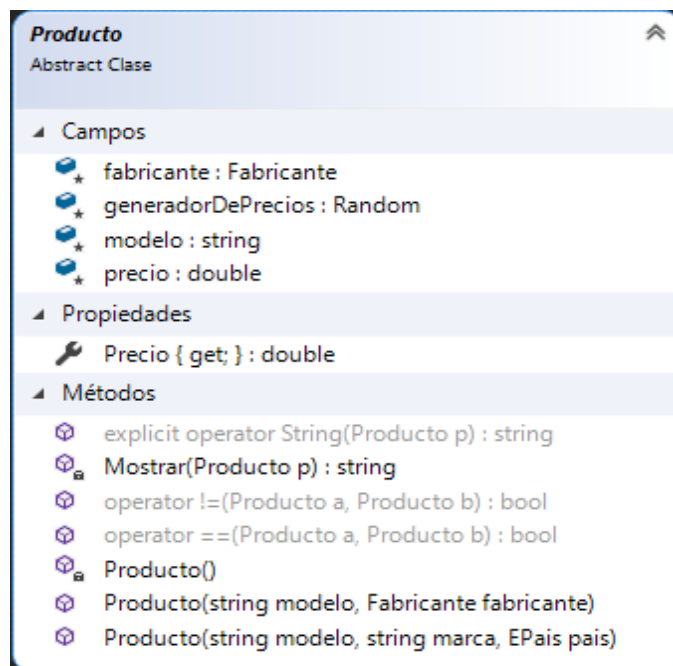 Producto
Abstract Clase
Campos
fabricante : Fabricante
generadorDePrecios : Random
modelo : string
precio : double
Propiedades
Precio { get; } : double
Métodos
explicit operator String(Producto p) : string
Mostrar(Producto p) : string
operator !=(Producto a, Producto b) : bool
operator ==(Producto a, Producto b) : bool
Producto()
Producto(string modelo, Fabricante fabricante)
Producto(string modelo, string marca, EPais pais)